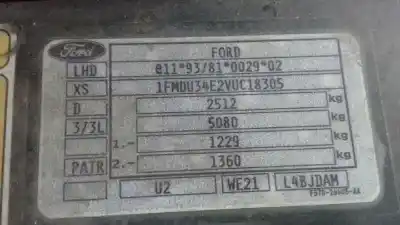 Ford FORD
LHD e11*93/81*0029*02
XS 1FMDU34E2VUC18305
D 2512 kg
3/3L 5080 kg
1.- 1229 kg
PATR 2.- 1360 kg
U2 WE21 L4BJDAM